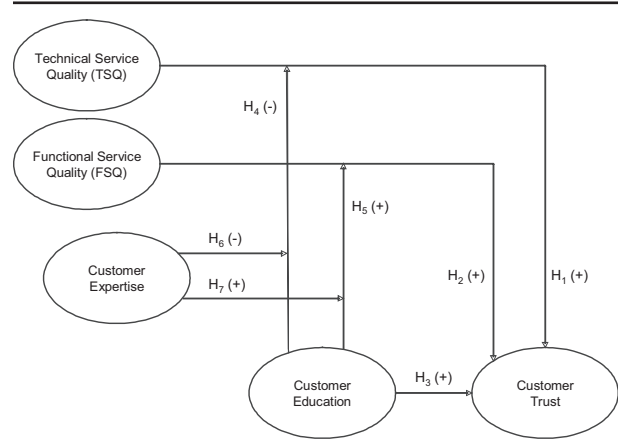 Technical Service
Quality (TSQ)
H4 (-)
Functional Service
Quality (FSQ)
H5 (+)
H6 (-)
Customer
Expertise
H7 (+)
H2 (+)
H1 (+)
Customer
Education
H3 (+)
Customer
Trust